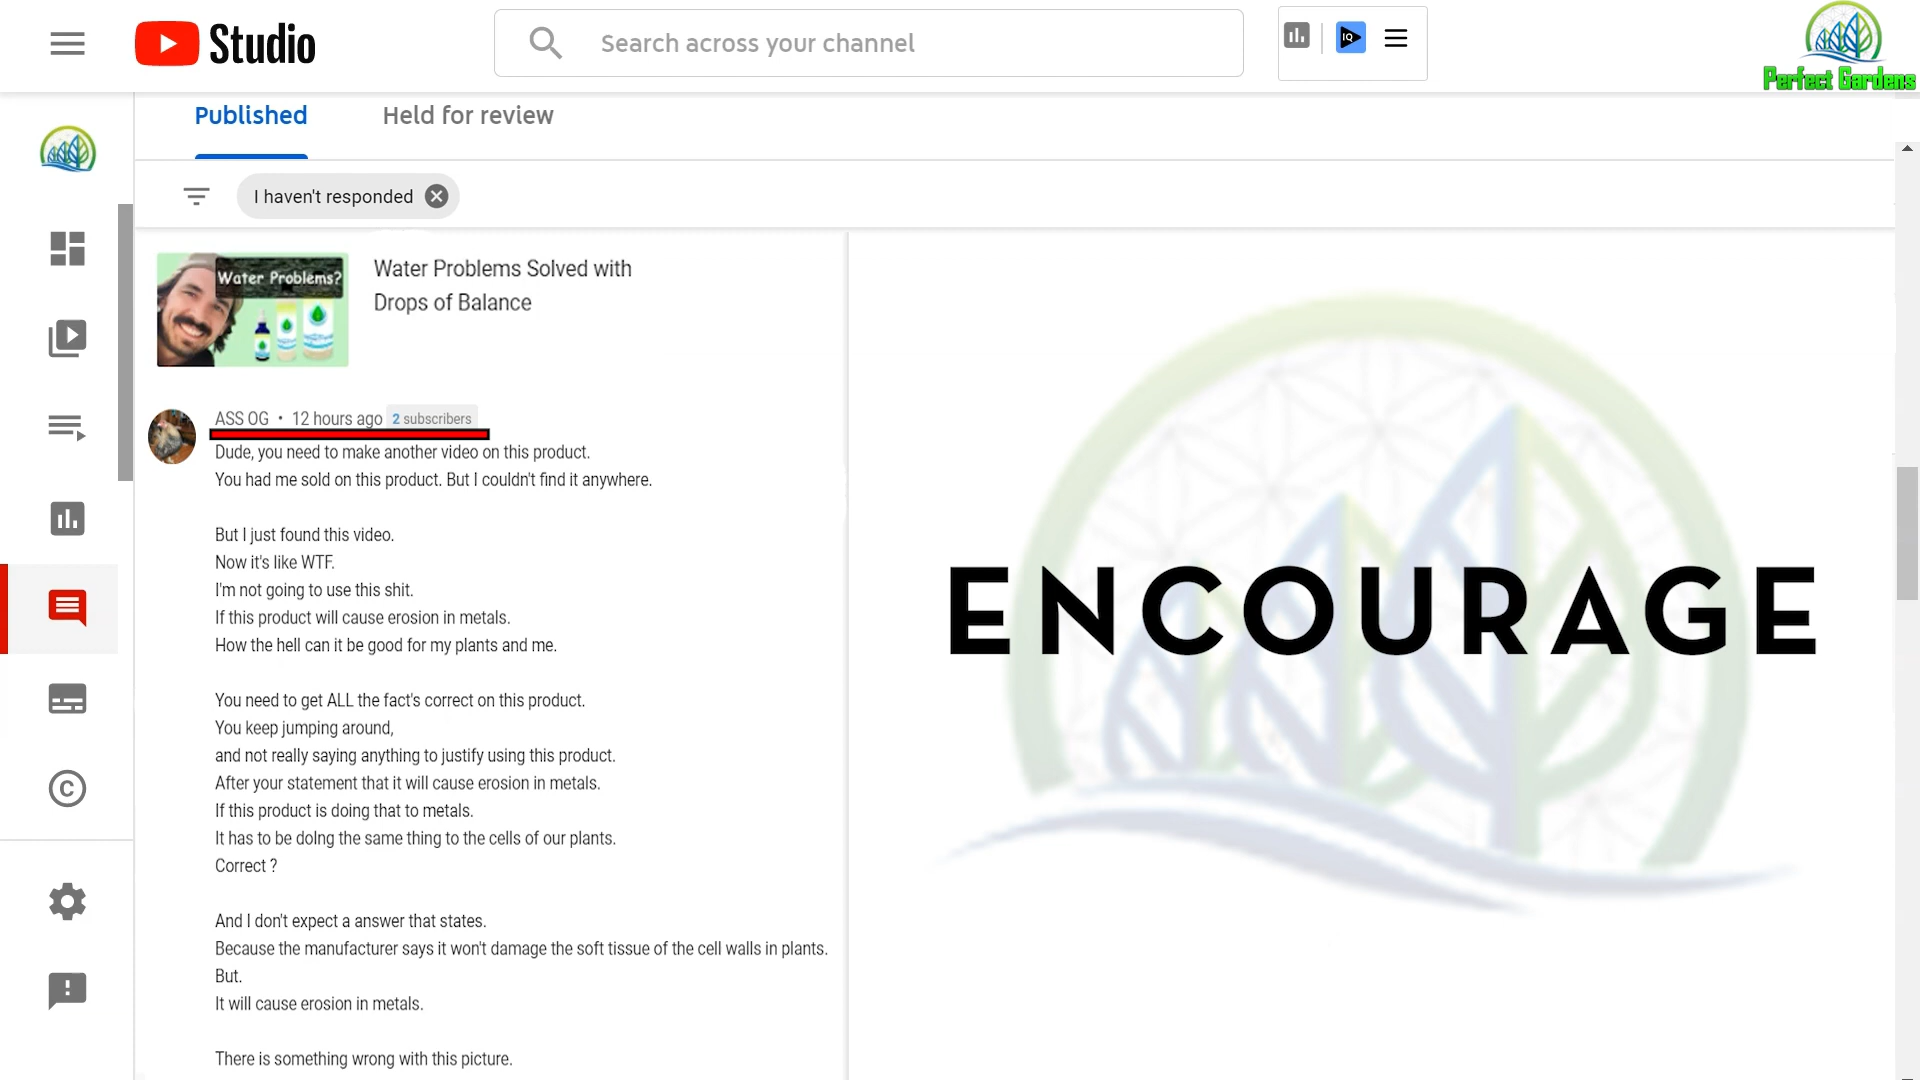 Studio
Search across your channel
IQ
Perfect Gardens
Published
Held for review
I haven't responded
Water Problems?
Water Problems Solved with
Drops of Balance
ASS OG • 12 hours ago 2 subscribers
Dude, you need to make another video on this product.
You had me sold on this product. But I couldn't find it anywhere.
But I just found this video.
Now it's like WTF.
I'm not going to use this shit.
If this product will cause erosion in metals.
How the hell can it be good for my plants and me.
You need to get ALL the fact's correct on this product.
You keep jumping around,
and not really saying anything to justify using this product.
After your statement that it will cause erosion in metals.
If this product is doing that to metals.
It has to be doIng the same thing to the cells of our plants.
Correct ?
And I don't expect a answer that states.
Because the manufacturer says it won't damage the soft tissue of the cell walls in plants.
But.
It will cause erosion in metals.
There is something wrong with this picture.
ENCOURAGE